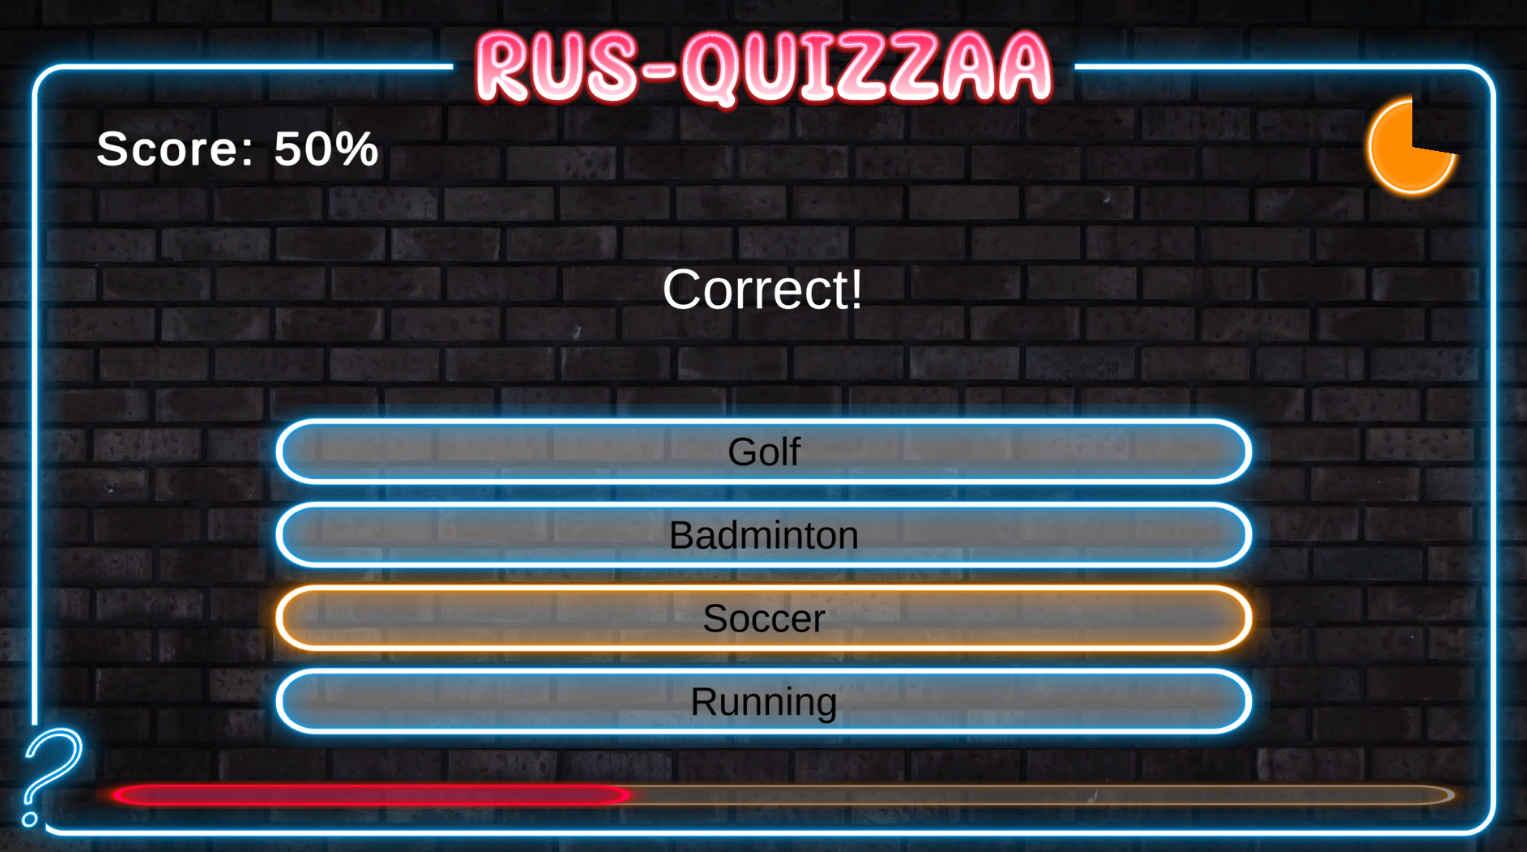 RUS-QUIZZAA
Score: 50%
Correct!
Golf
Badminton
Soccer
Running
?